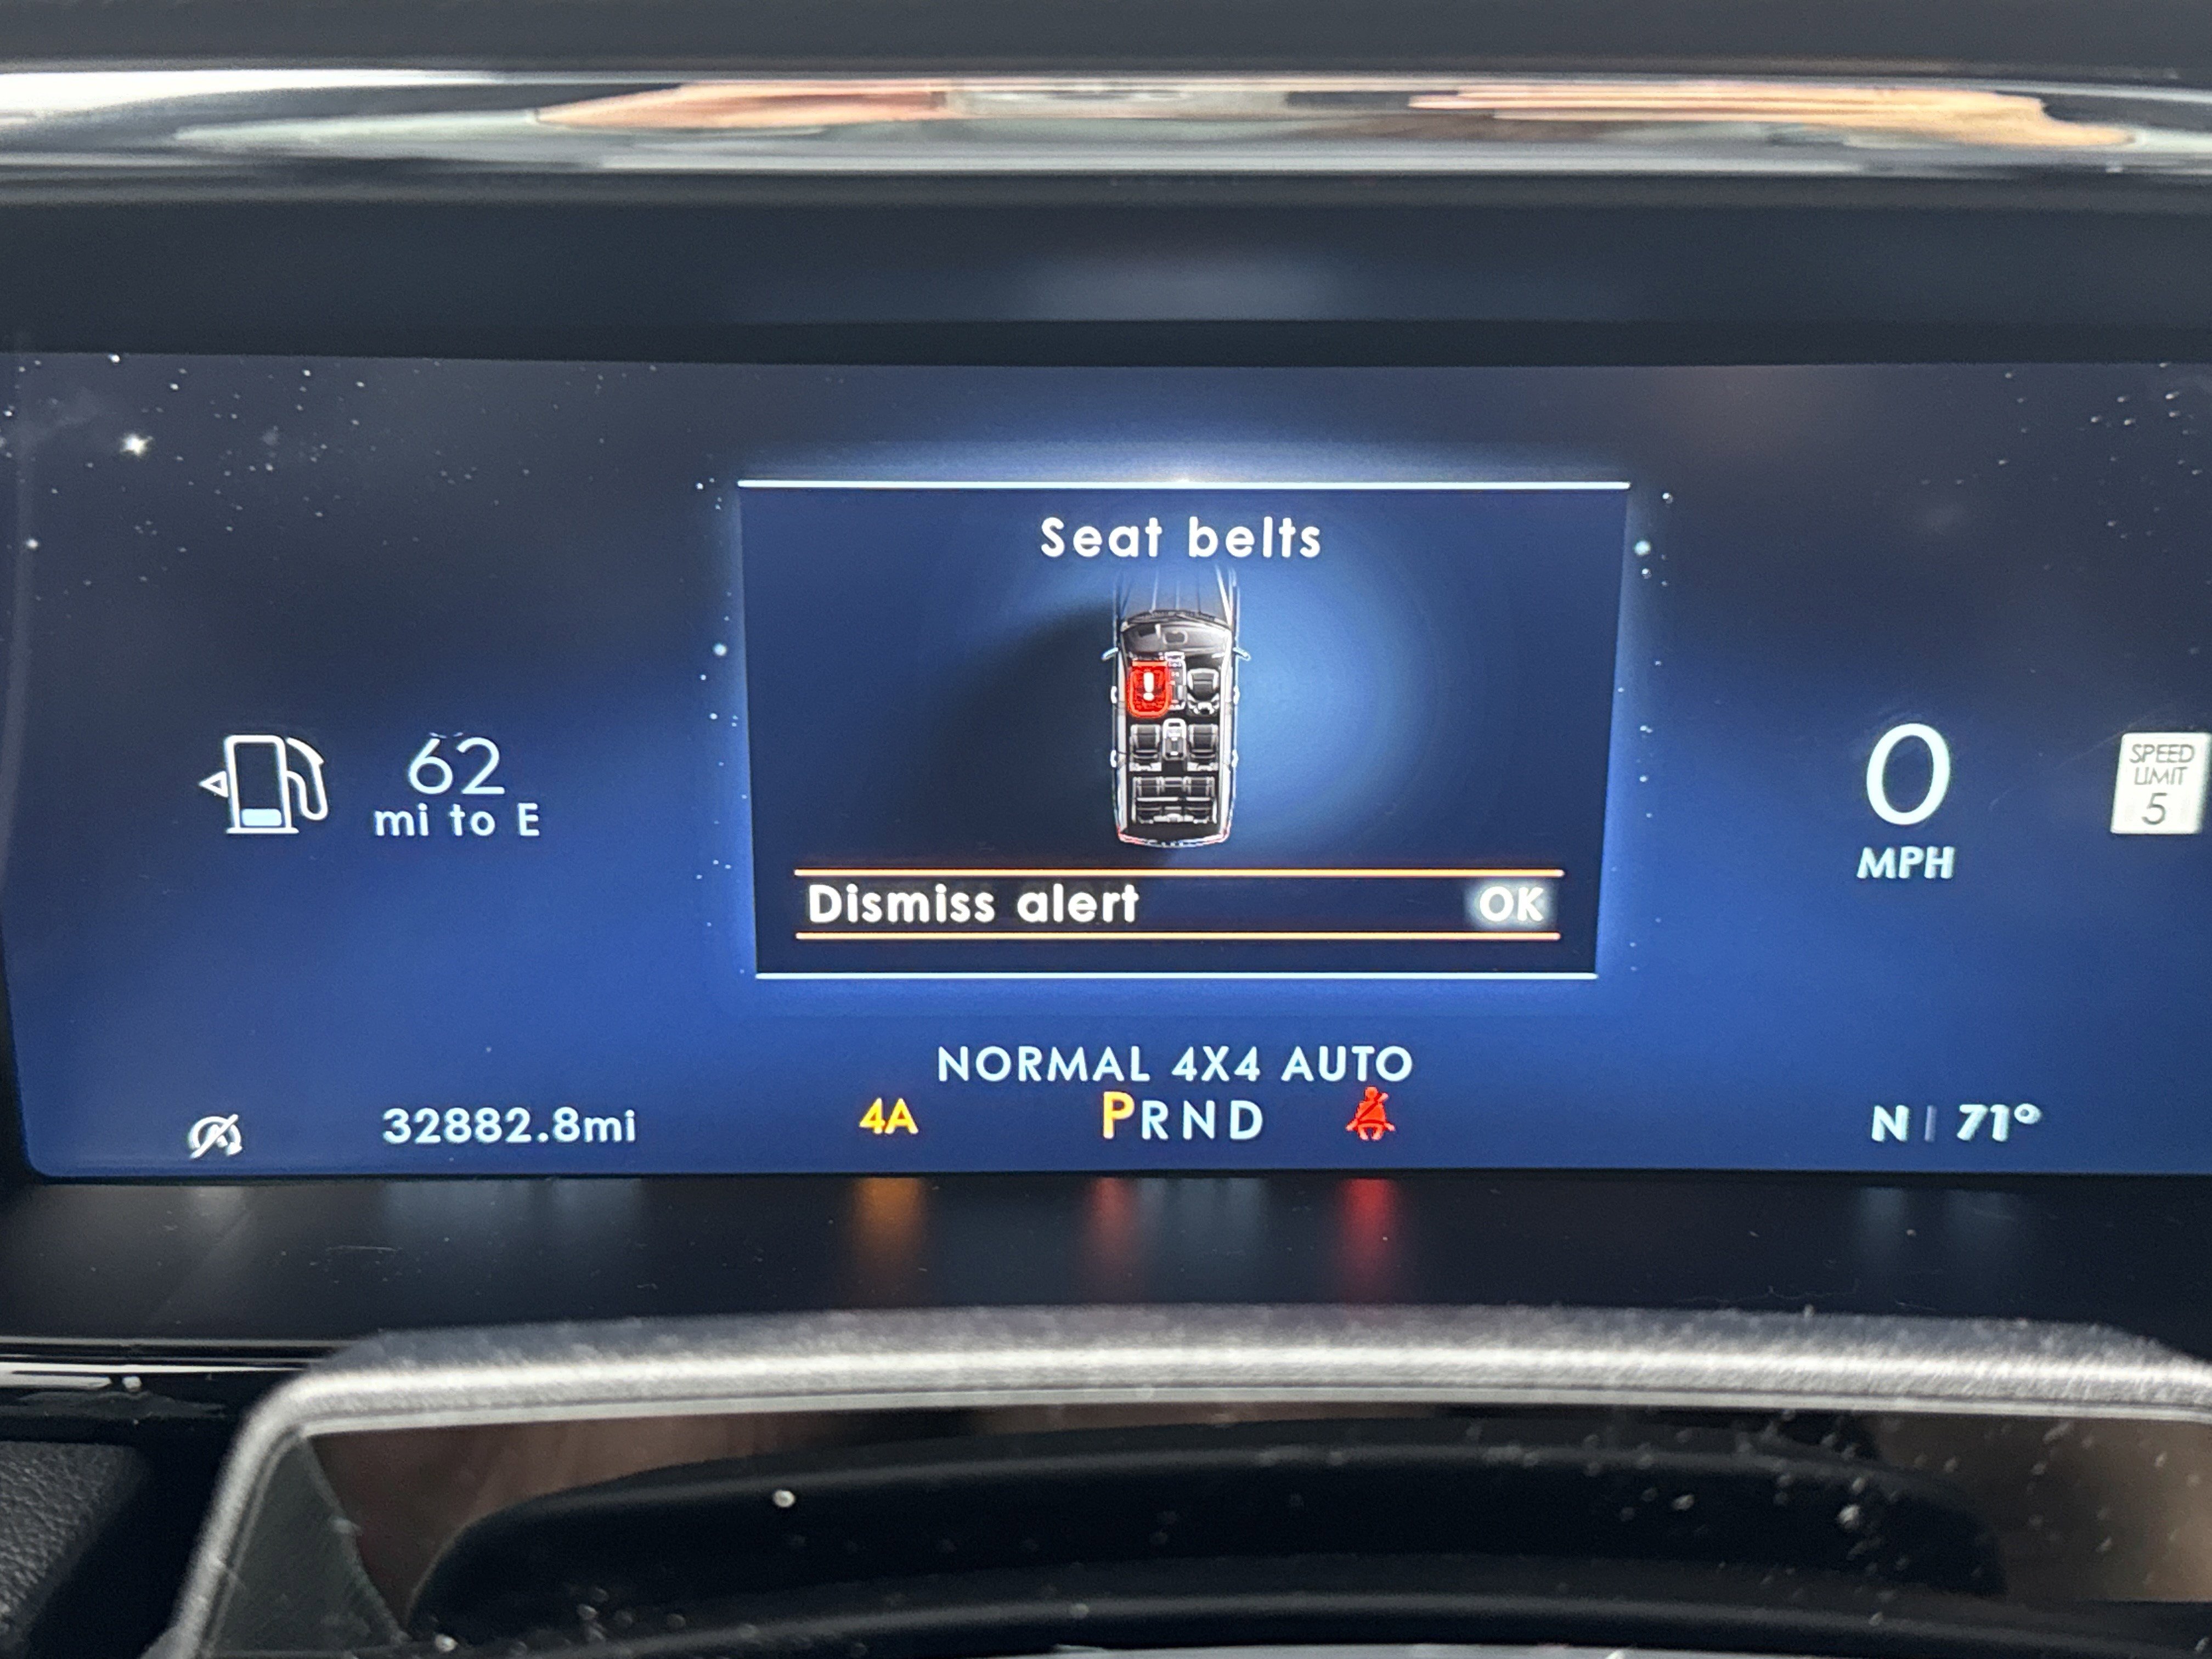 Seat belts
62
mi to E
0
MPH
SPEED
LIMIT
5
Dismiss alert OK
NORMAL 4X4 AUTO
32882.8mi 4A PRND N | 71°